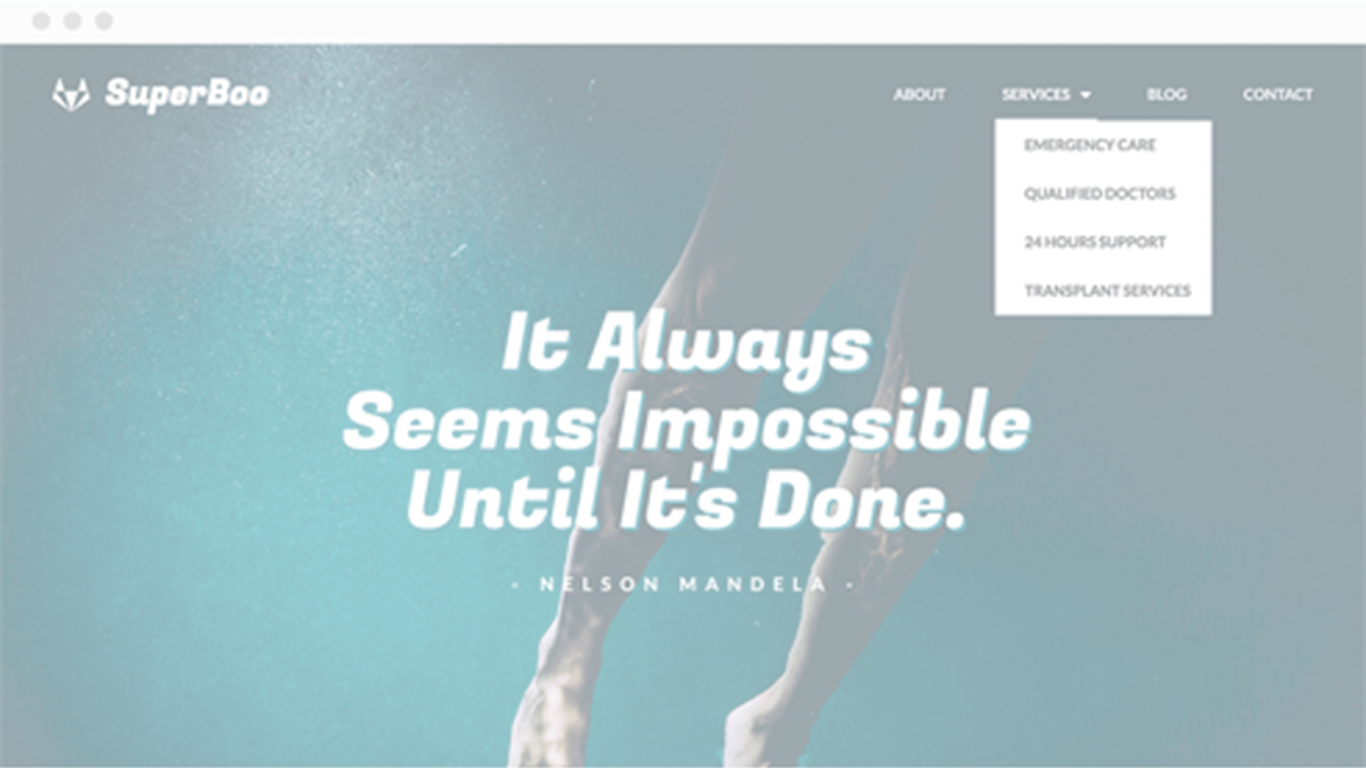 SuperBoo
ABOUT SERVICES BLOG CONTACT
EMERGENCY CARE
QUALIFIED DOCTORS
24 HOURS SUPPORT
TRANSPLANT SERVICES
It Always
Seems Impossible
Until It's Done.
- NELSON MANDELA -